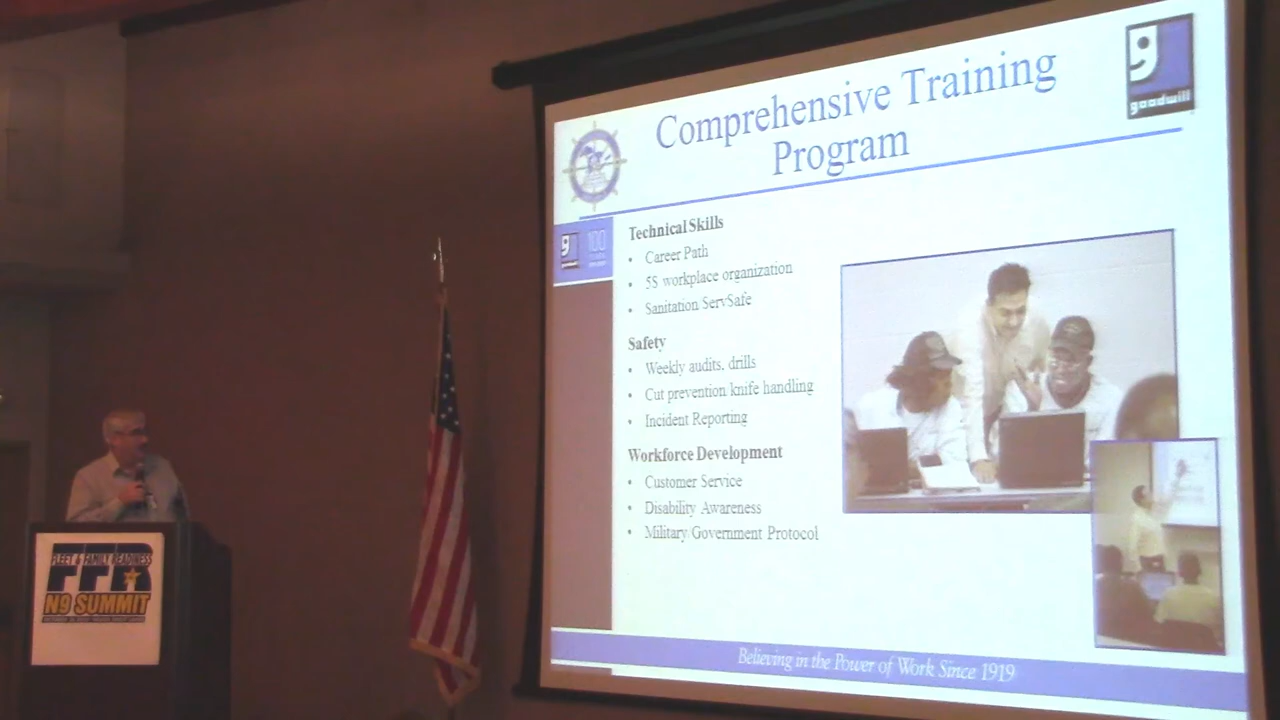 Comprehensive Training
Program
goodwill
100
Technical Skills
• Career Path
• 5S workplace organization
• Sanitation ServSafe
Safety
• Weekly audits, drills
• Cut prevention knife handling
• Incident Reporting
Workforce Development
• Customer Service
• Disability Awareness
• Military/Government Protocol
Believing in the Power of Work Since 1919
FLEET & FAMILY READINESS
FFR
N9 SUMMIT